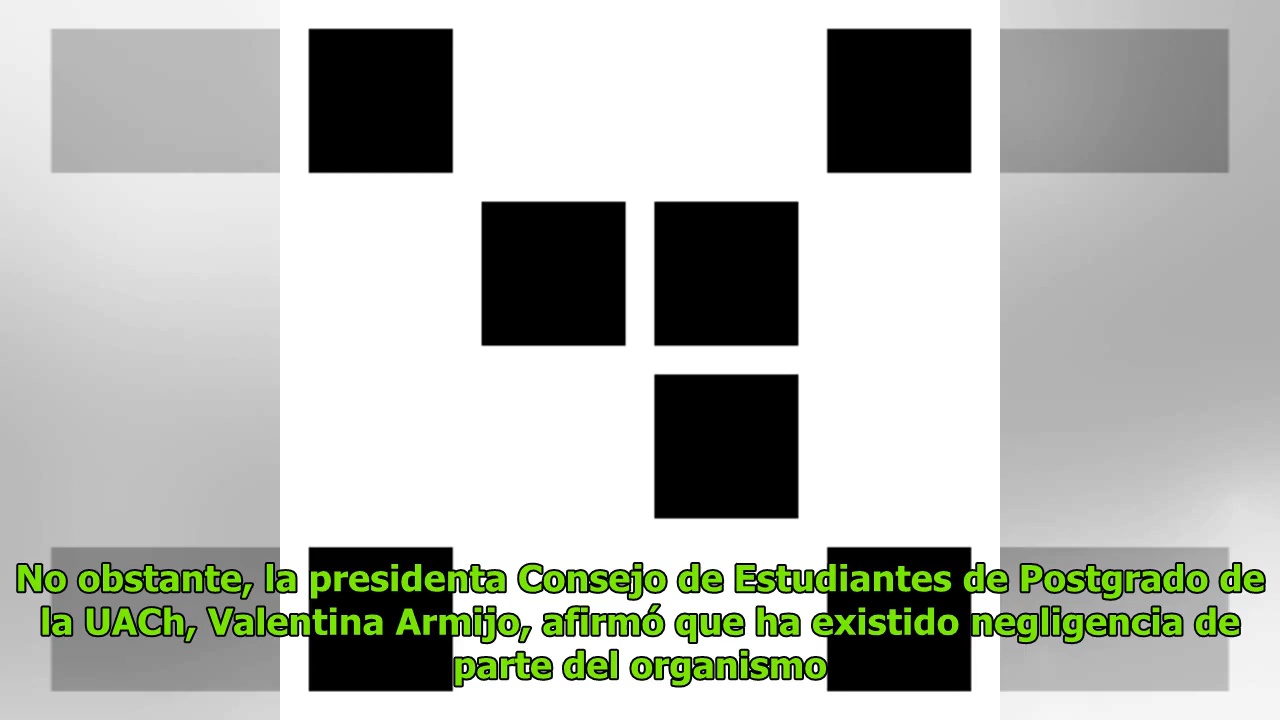 No obstante, la presidenta Consejo de Estudiantes de Postgrado de
la UACh, Valentina Armijo, afirmó que ha existido negligencia de
parte del organismo